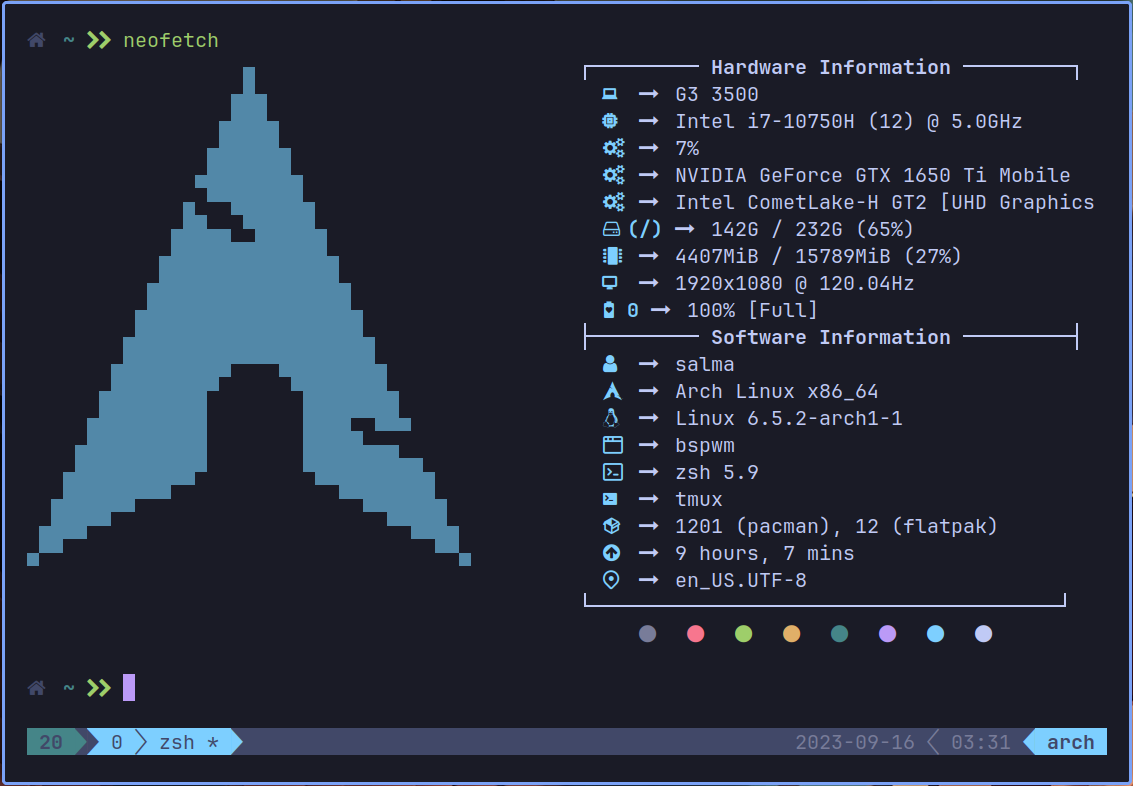 ~ neofetch
Hardware Information
G3 3500
Intel i7-10750H (12) @ 5.0GHz
7%
NVIDIA GeForce GTX 1650 Ti Mobile
Intel CometLake-H GT2 [UHD Graphics
(/) 142G / 232G (65%)
4407MiB / 15789MiB (27%)
1920x1080 @ 120.04Hz
0 100% [Full]
Software Information
salma
Arch Linux x86_64
Linux 6.5.2-arch1-1
bspwm
zsh 5.9
tmux
1201 (pacman), 12 (flatpak)
9 hours, 7 mins
en_US.UTF-8
~
20 0 zsh * 2023-09-16 03:31 arch